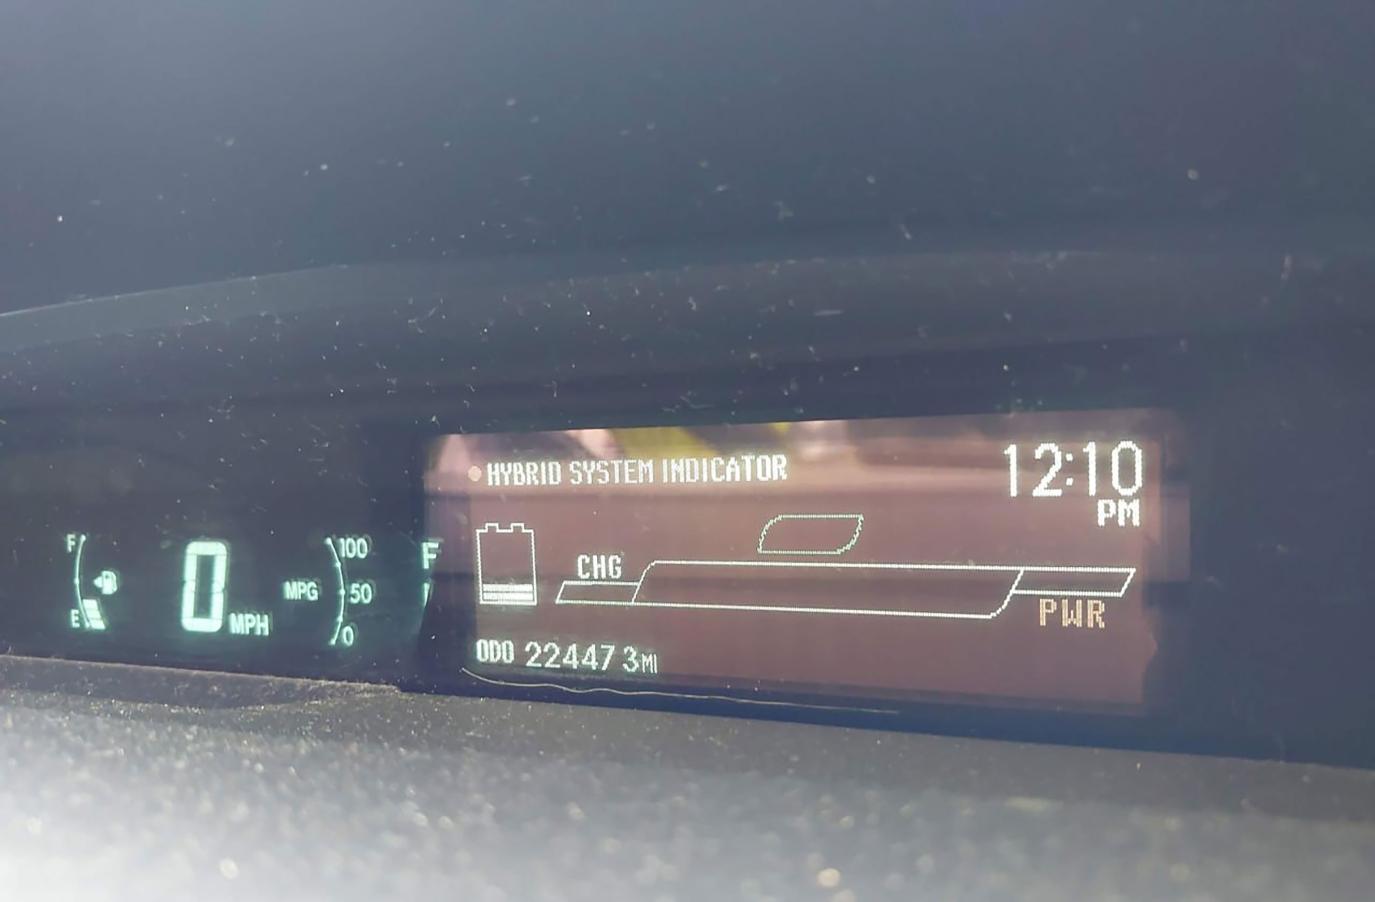 HYBRID SYSTEM INDICATOR
12:10
PM
F
E
0 MPH
MPG
100
50
0
F
CHG
PWR
ODO 224473 MI